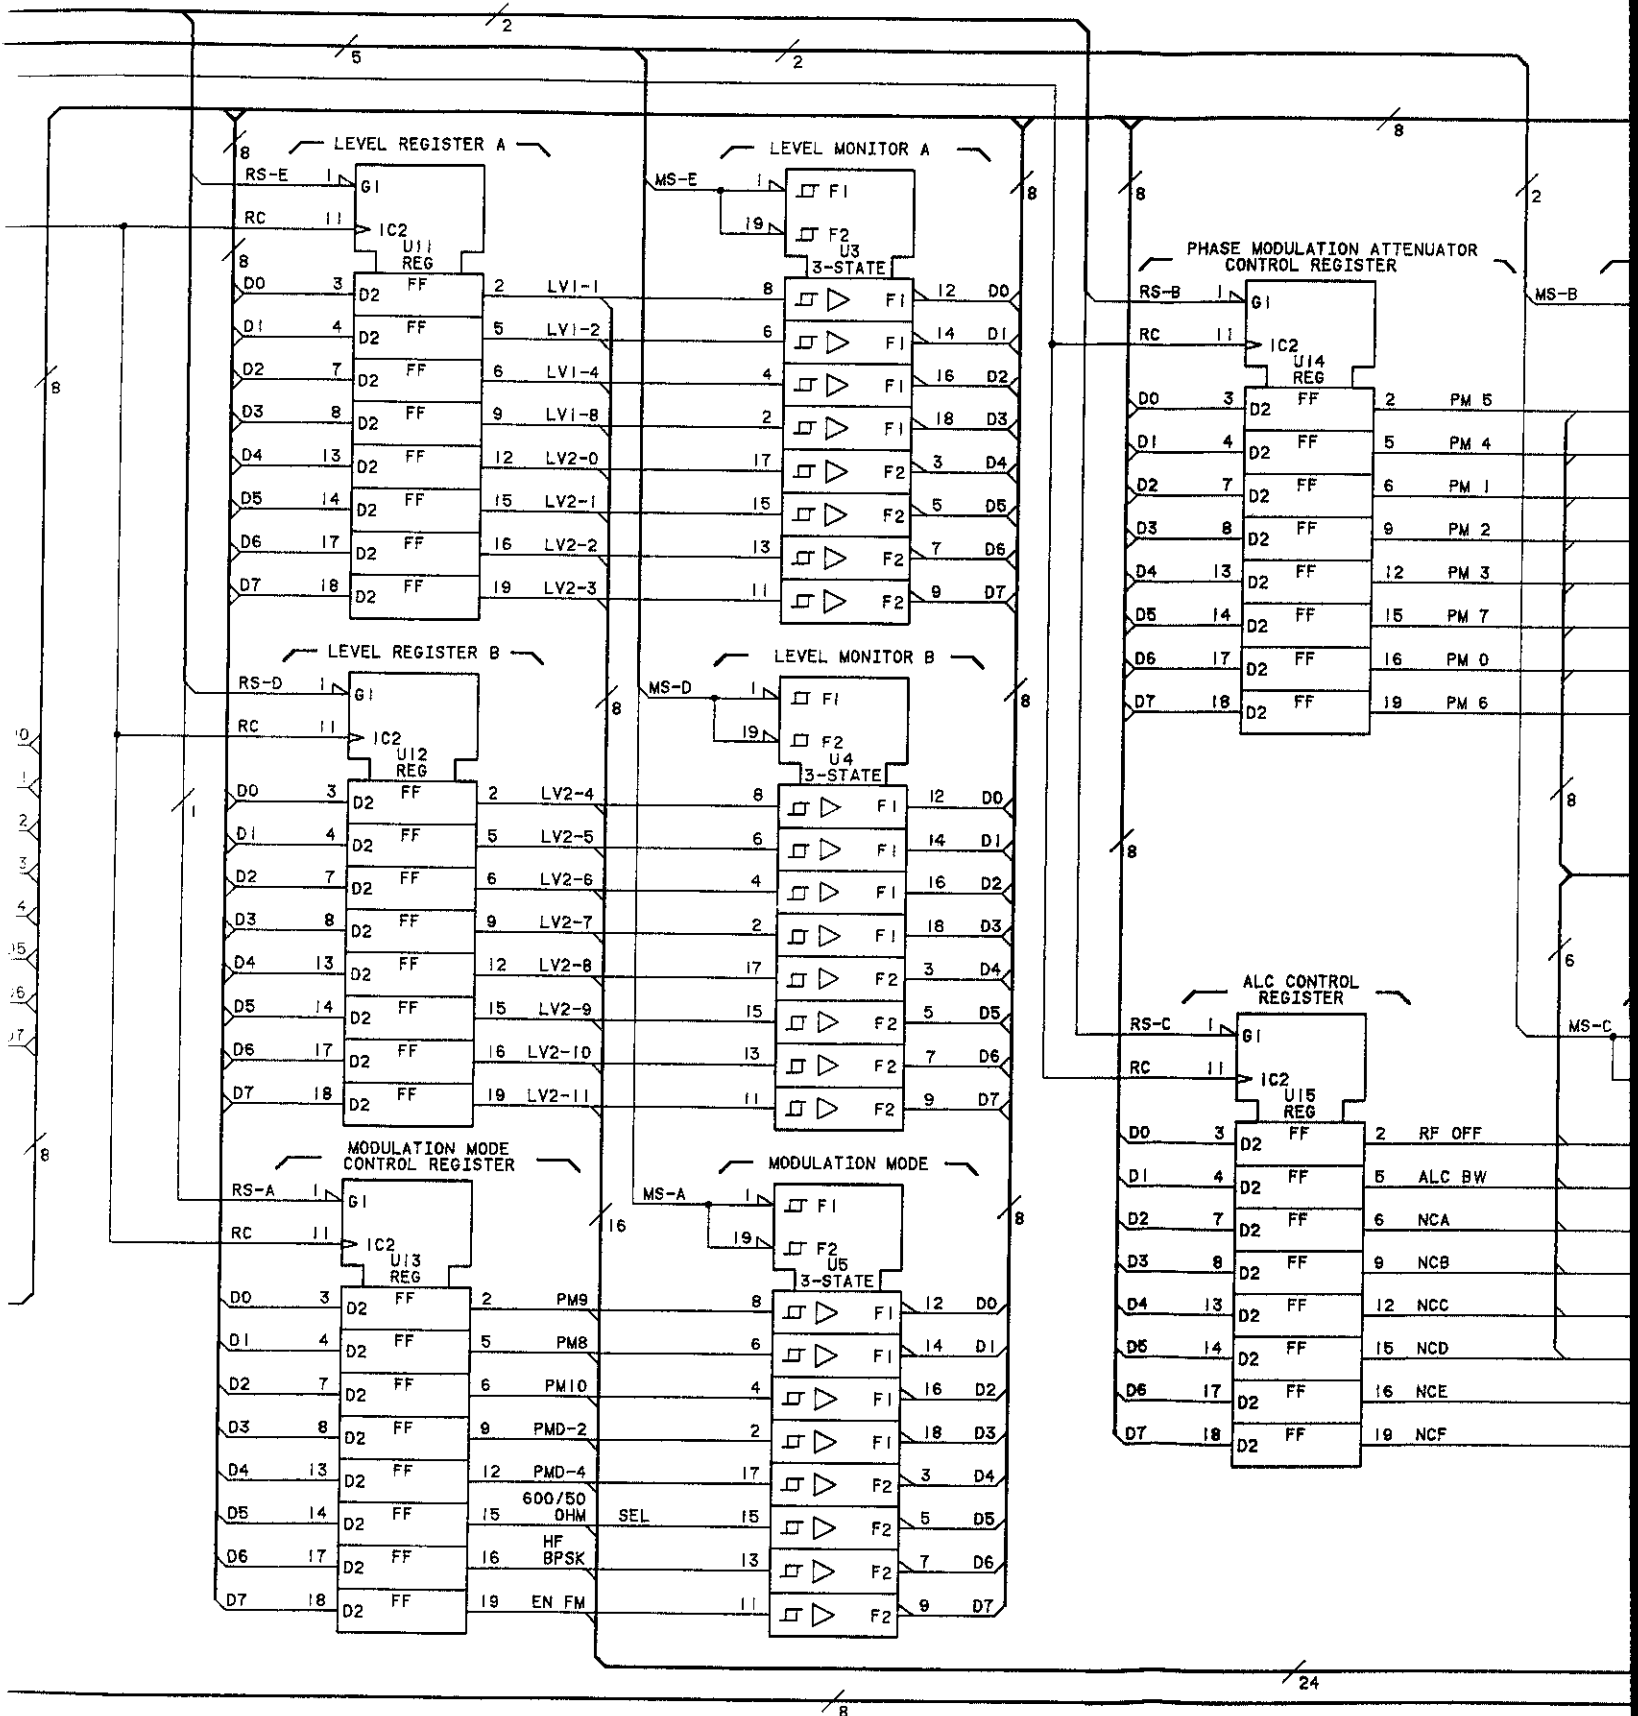 2
5
2
8
8
LEVEL REGISTER A
RS-E 1 G1
RC 11 1C2
U11
REG
8
8
D0 3 D2 FF 2 LV1-1
D1 4 D2 FF 5 LV1-2
D2 7 D2 FF 6 LV1-4
D3 8 D2 FF 9 LV1-8
D4 13 D2 FF 12 LV2-0
D5 14 D2 FF 15 LV2-1
D6 17 D2 FF 16 LV2-2
D7 18 D2 FF 19 LV2-3
LEVEL MONITOR A
MS-E 1 F1
19 F2
U3
3-STATE
8
8 F1 12 D0
6 F1 14 D1
4 F1 16 D2
2 F1 18 D3
17 F2 3 D4
15 F2 5 D5
13 F2 7 D6
11 F2 9 D7
LEVEL REGISTER B
RS-D 1 G1
RC 11 1C2
U12
REG
8
1
D0 3 D2 FF 2 LV2-4
D1 4 D2 FF 5 LV2-5
D2 7 D2 FF 6 LV2-6
D3 8 D2 FF 9 LV2-7
D4 13 D2 FF 12 LV2-8
D5 14 D2 FF 15 LV2-9
D6 17 D2 FF 16 LV2-10
D7 18 D2 FF 19 LV2-11
LEVEL MONITOR B
MS-D 1 F1
19 F2
U4
3-STATE
8
8 F1 12 D0
6 F1 14 D1
4 F1 16 D2
2 F1 18 D3
17 F2 3 D4
15 F2 5 D5
13 F2 7 D6
11 F2 9 D7
2
3
4
D7
8
MODULATION MODE
CONTROL REGISTER
RS-A 1 G1
RC 11 1C2
U13
REG
16
D0 3 D2 FF 2 PM9
D1 4 D2 FF 5 PM8
D2 7 D2 FF 6 PM10
D3 8 D2 FF 9 PMD-2
D4 13 D2 FF 12 PMD-4
600/50
D5 14 D2 FF 15 OHM SEL
HF
D6 17 D2 FF 16 BPSK
D7 18 D2 FF 19 EN FM
MODULATION MODE
MS-A 1 F1
19 F2
U5
3-STATE
8
8 F1 12 D0
6 F1 14 D1
4 F1 16 D2
2 F1 18 D3
17 F2 3 D4
15 F2 5 D5
13 F2 7 D6
11 F2 9 D7
8
2
PHASE MODULATION ATTENUATOR
CONTROL REGISTER
RS-B 1 G1
RC 11 1C2
U14
REG
MS-B
D0 3 D2 FF 2 PM 5
D1 4 D2 FF 5 PM 4
D2 7 D2 FF 6 PM 1
D3 8 D2 FF 9 PM 2
D4 13 D2 FF 12 PM 3
D5 14 D2 FF 15 PM 7
D6 17 D2 FF 16 PM 0
D7 18 D2 FF 19 PM 6
8
8
6
ALC CONTROL
REGISTER
RS-C 1 G1
RC 11 1C2
U15
REG
MS-C
D0 3 D2 FF 2 RF OFF
D1 4 D2 FF 5 ALC BW
D2 7 D2 FF 6 NCA
D3 8 D2 FF 9 NCB
D4 13 D2 FF 12 NCC
D5 14 D2 FF 15 NCD
D6 17 D2 FF 16 NCE
D7 18 D2 FF 19 NCF
24
8